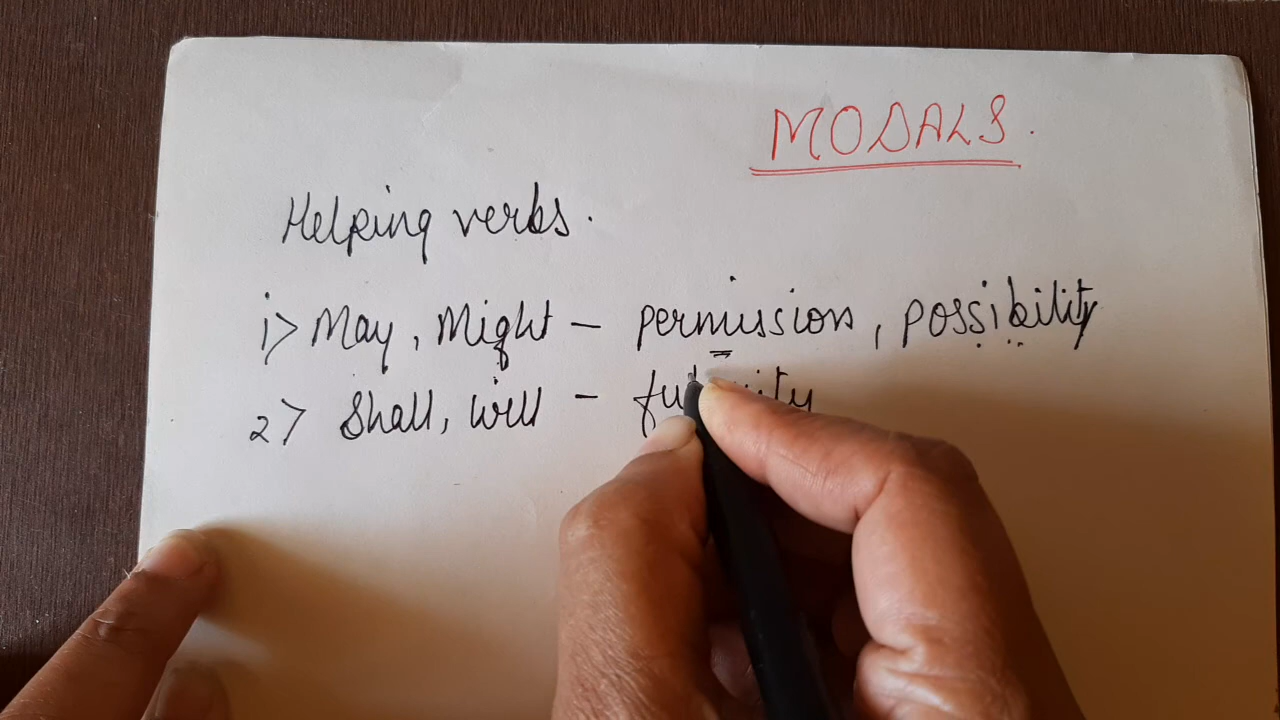 MODALS.
Helping verbs.
1> May, Might – permission, possibility
2> Shall, will –